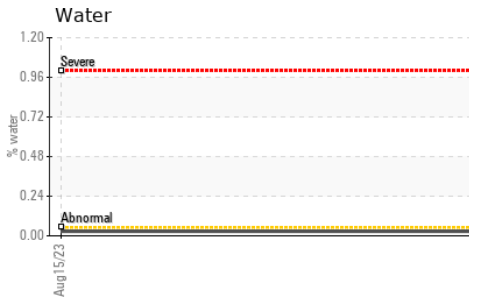 Water
1.20
Severe
0.96
0.72
% water
0.48
0.24
Abnormal
0.00
Aug15/23